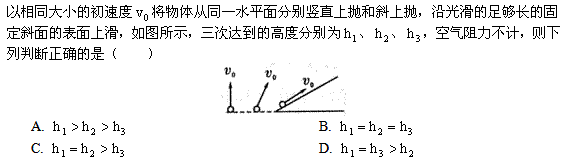 以相同大小的初速度v₀将物体从同一水平面分别竖直上抛和斜上抛，沿光滑的足够长的固
定斜面的表面上滑，如图所示，三次达到的高度分别为h₁、h₂、h₃，空气阻力不计，则下
列判断正确的是（ ）
v₀ v₀ v₀
A. h₁＞h₂＞h₃ B. h₁＝h₂＝h₃
C. h₁＝h₂＞h₃ D. h₁＝h₃＞h₂